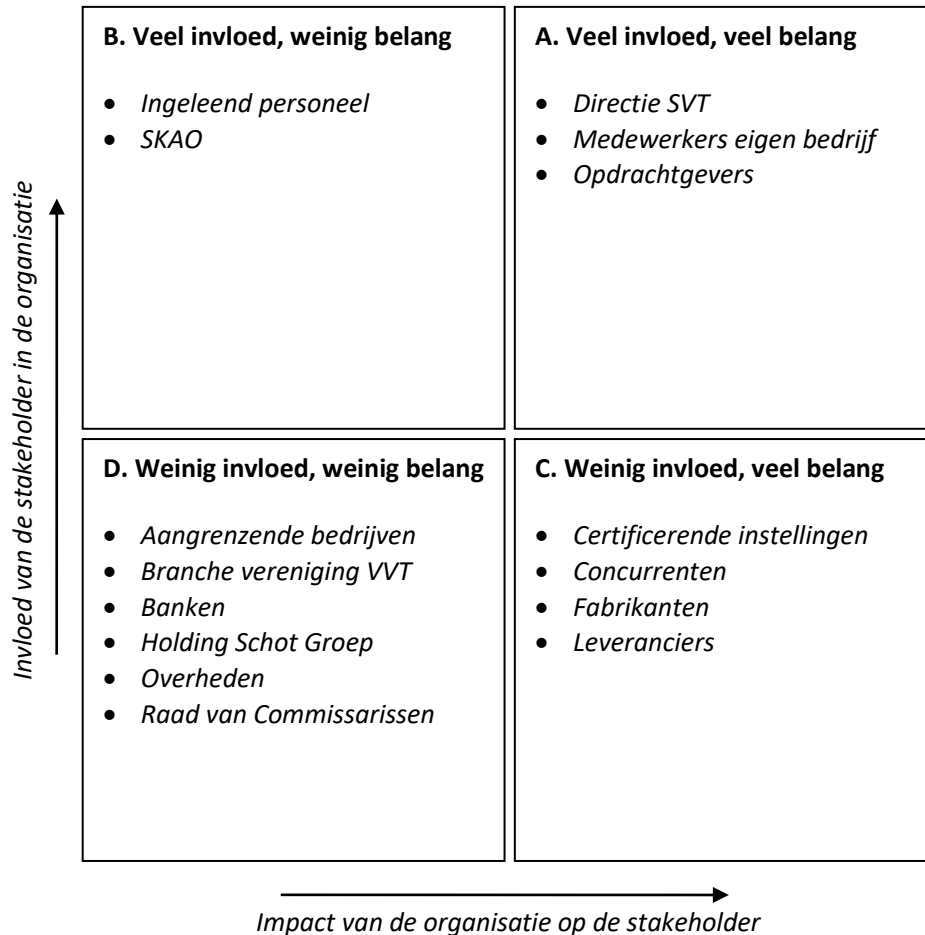 B. Veel invloed, weinig belang
• Ingeleend personeel
• SKAO
A. Veel invloed, veel belang
• Directie SVT
• Medewerkers eigen bedrijf
• Opdrachtgevers
Invloed van de stakeholder in de organisatie
D. Weinig invloed, weinig belang
• Aangrenzende bedrijven
• Branche vereniging VVT
• Banken
• Holding Schot Groep
• Overheden
• Raad van Commissarissen
C. Weinig invloed, veel belang
• Certificerende instellingen
• Concurrenten
• Fabrikanten
• Leveranciers
Impact van de organisatie op de stakeholder